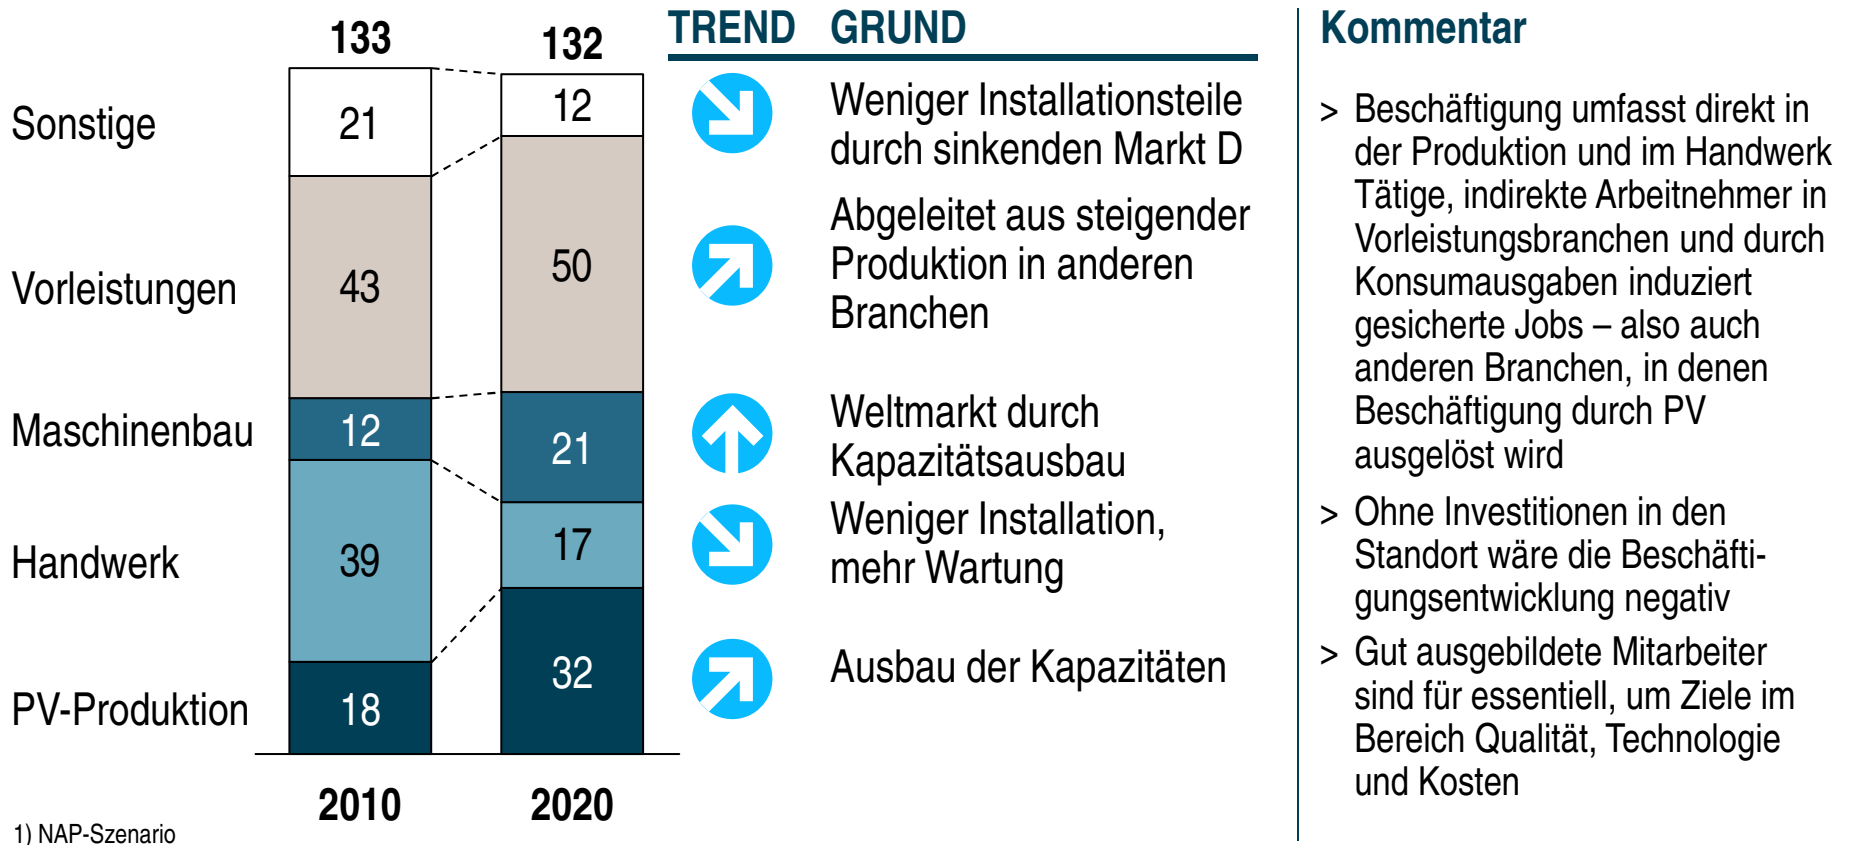 133
132
TREND GRUND
Kommentar
Sonstige
21
12
Weniger Installationsteile
durch sinkenden Markt D
Vorleistungen
43
50
Abgeleitet aus steigender
Produktion in anderen
Branchen
Maschinenbau
12
21
Weltmarkt durch
Kapazitätsausbau
Handwerk
39
17
Weniger Installation,
mehr Wartung
PV-Produktion
18
32
Ausbau der Kapazitäten
2010
2020
1) NAP-Szenario
> Beschäftigung umfasst direkt in
der Produktion und im Handwerk
Tätige, indirekte Arbeitnehmer in
Vorleistungsbranchen und durch
Konsumausgaben induziert
gesicherte Jobs – also auch
anderen Branchen, in denen
Beschäftigung durch PV
ausgelöst wird
> Ohne Investitionen in den
Standort wäre die Beschäfti-
gungsentwicklung negativ
> Gut ausgebildete Mitarbeiter
sind für essentiell, um Ziele im
Bereich Qualität, Technologie
und Kosten